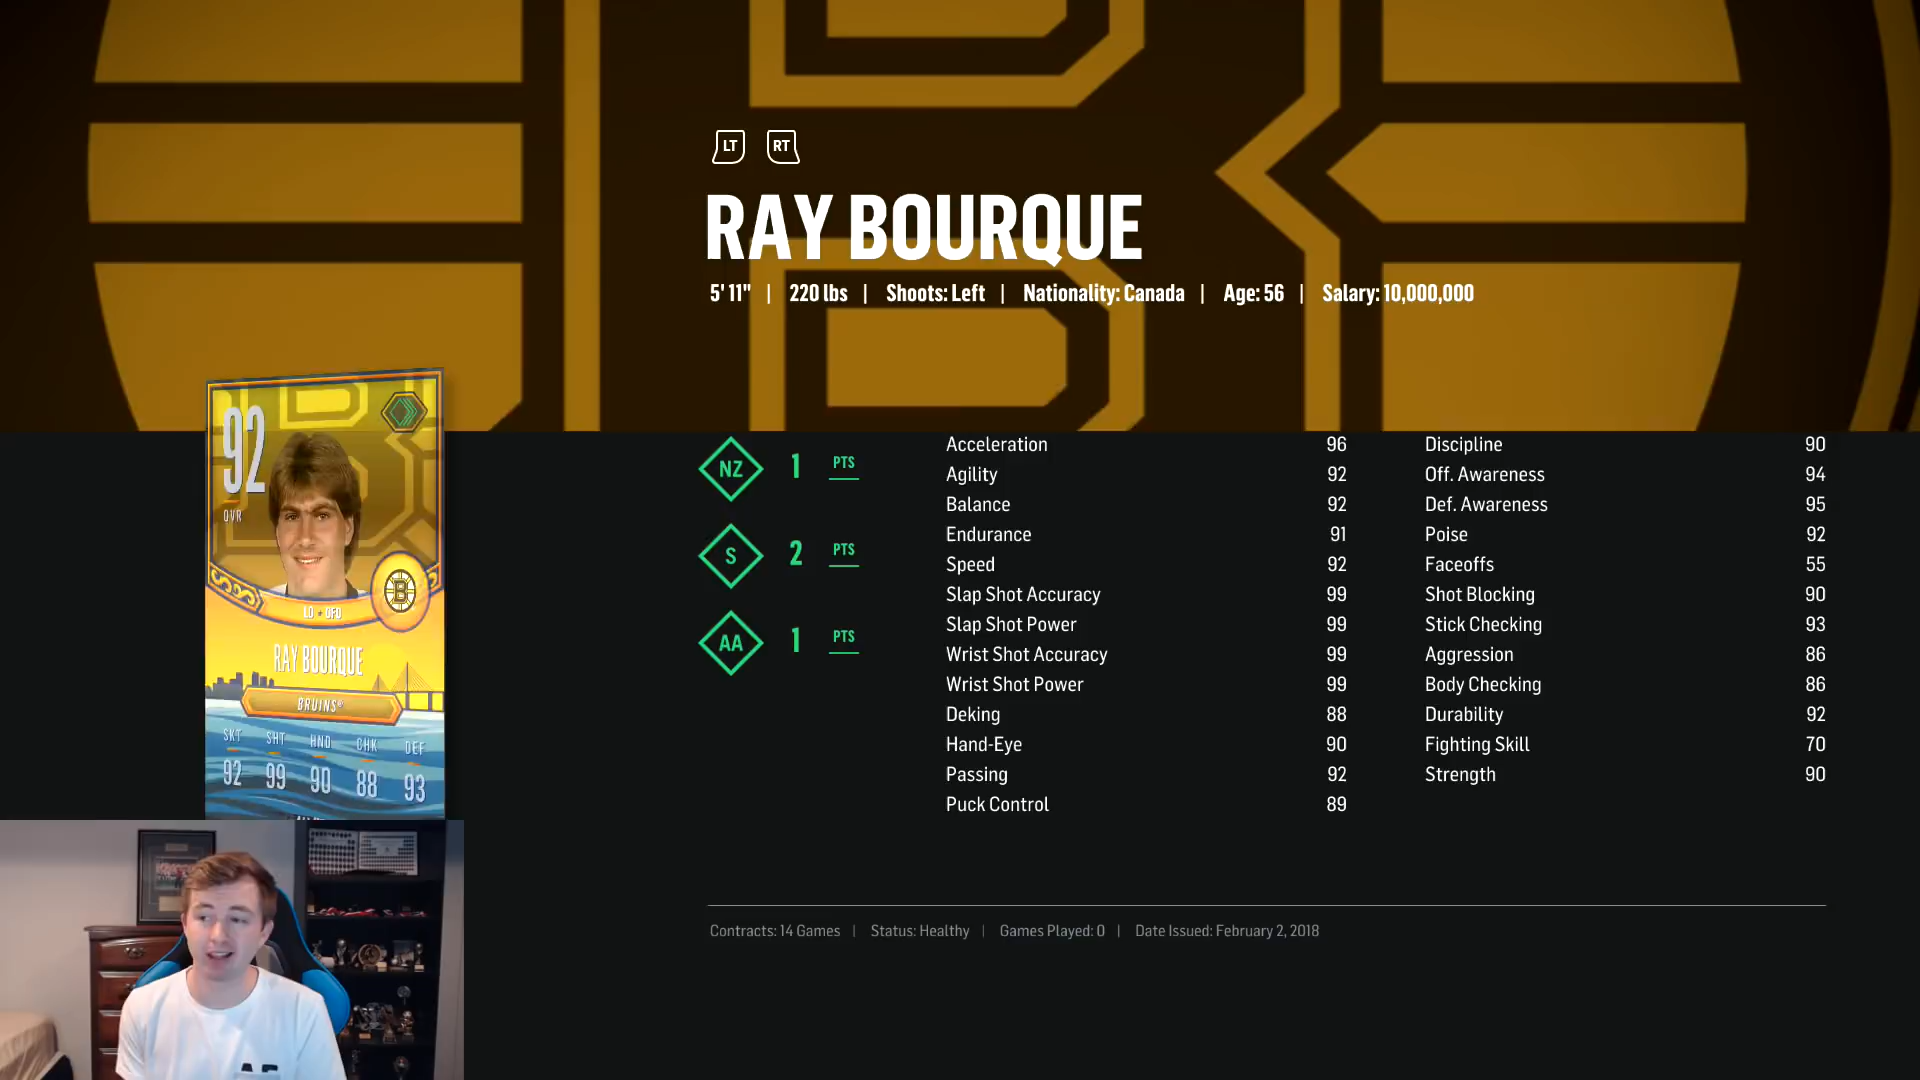 LT RT
RAY BOURQUE
5' 11" | 220 lbs | Shoots: Left | Nationality: Canada | Age: 56 | Salary: 10,000,000
92
OVR
LD • OFD
RAY BOURQUE
BRUINS
SKT SHT HND CHK DEF
92 99 90 88 93
NZ 1 PTS
S 2 PTS
AA 1 PTS
Acceleration 96
Agility 92
Balance 92
Endurance 91
Speed 92
Slap Shot Accuracy 99
Slap Shot Power 99
Wrist Shot Accuracy 99
Wrist Shot Power 99
Deking 88
Hand-Eye 90
Passing 92
Puck Control 89
Discipline 90
Off. Awareness 94
Def. Awareness 95
Poise 92
Faceoffs 55
Shot Blocking 90
Stick Checking 93
Aggression 86
Body Checking 86
Durability 92
Fighting Skill 70
Strength 90
Contracts: 14 Games | Status: Healthy | Games Played: 0 | Date Issued: February 2, 2018